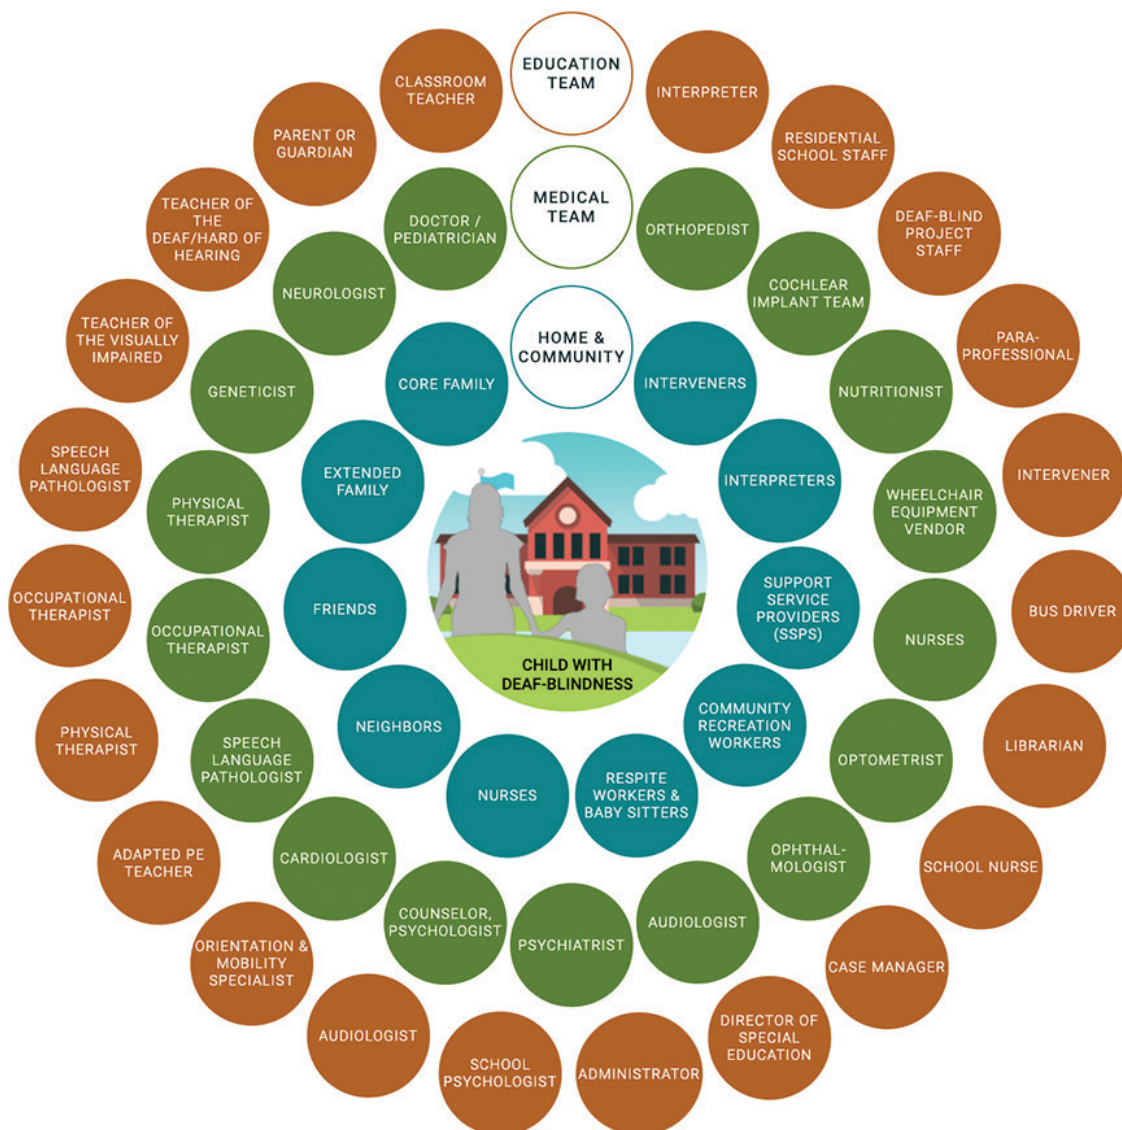 EDUCATION
TEAM
INTERPRETER
RESIDENTIAL
SCHOOL STAFF
DEAF-BLIND
PROJECT
STAFF
PARA-
PROFESSIONAL
INTERVENER
BUS DRIVER
LIBRARIAN
SCHOOL NURSE
CASE MANAGER
DIRECTOR OF
SPECIAL
EDUCATION
ADMINISTRATOR
SCHOOL
PSYCHOLOGIST
AUDIOLOGIST
ORIENTATION &
MOBILITY
SPECIALIST
ADAPTED PE
TEACHER
PHYSICAL
THERAPIST
OCCUPATIONAL
THERAPIST
SPEECH
LANGUAGE
PATHOLOGIST
TEACHER OF
THE VISUALLY
IMPAIRED
TEACHER OF
THE
DEAF/HARD OF
HEARING
PARENT OR
GUARDIAN
CLASSROOM
TEACHER
MEDICAL
TEAM
ORTHOPEDIST
COCHLEAR
IMPLANT TEAM
NUTRITIONIST
WHEELCHAIR
EQUIPMENT
VENDOR
NURSES
OPTOMETRIST
OPHTHAL-
MOLOGIST
AUDIOLOGIST
PSYCHIATRIST
COUNSELOR,
PSYCHOLOGIST
CARDIOLOGIST
SPEECH
LANGUAGE
PATHOLOGIST
OCCUPATIONAL
THERAPIST
PHYSICAL
THERAPIST
GENETICIST
NEUROLOGIST
DOCTOR /
PEDIATRICIAN
HOME &
COMMUNITY
INTERVENERS
INTERPRETERS
SUPPORT
SERVICE
PROVIDERS
(SSPS)
COMMUNITY
RECREATION
WORKERS
RESPITE
WORKERS &
BABY SITTERS
NURSES
NEIGHBORS
FRIENDS
EXTENDED
FAMILY
CORE FAMILY
CHILD WITH
DEAF-BLINDNESS